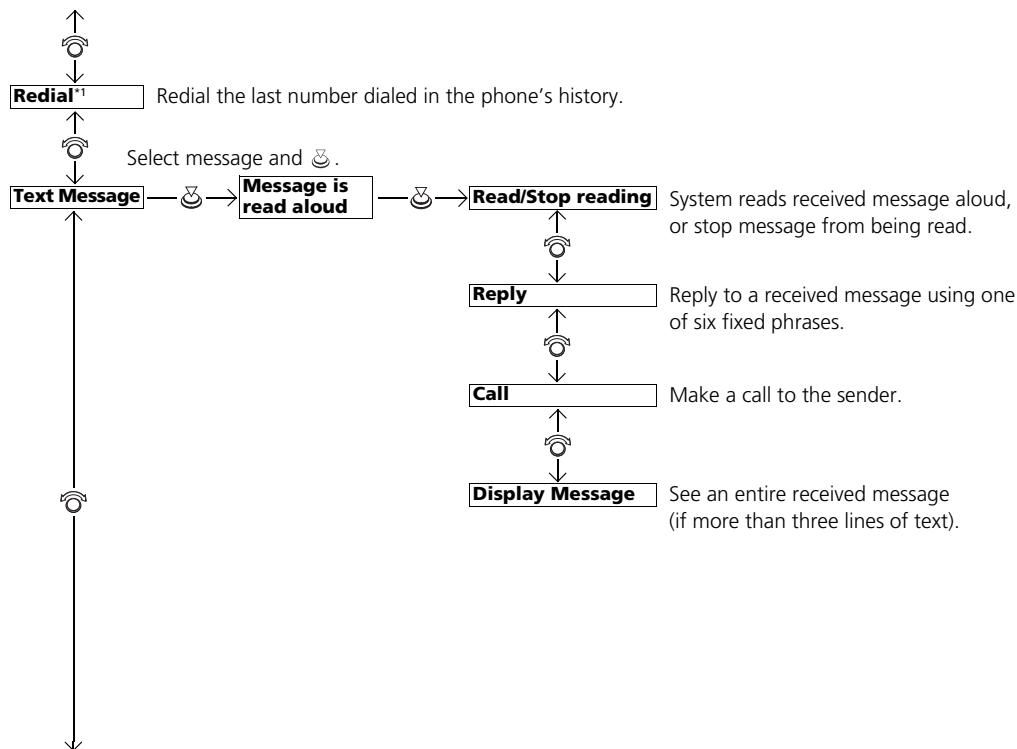 Redial*1
Redial the last number dialed in the phone's history.
Select message and .
Text Message
Message is
read aloud
Read/Stop reading
System reads received message aloud,
or stop message from being read.
Reply
Reply to a received message using one
of six fixed phrases.
Call
Make a call to the sender.
Display Message
See an entire received message
(if more than three lines of text).